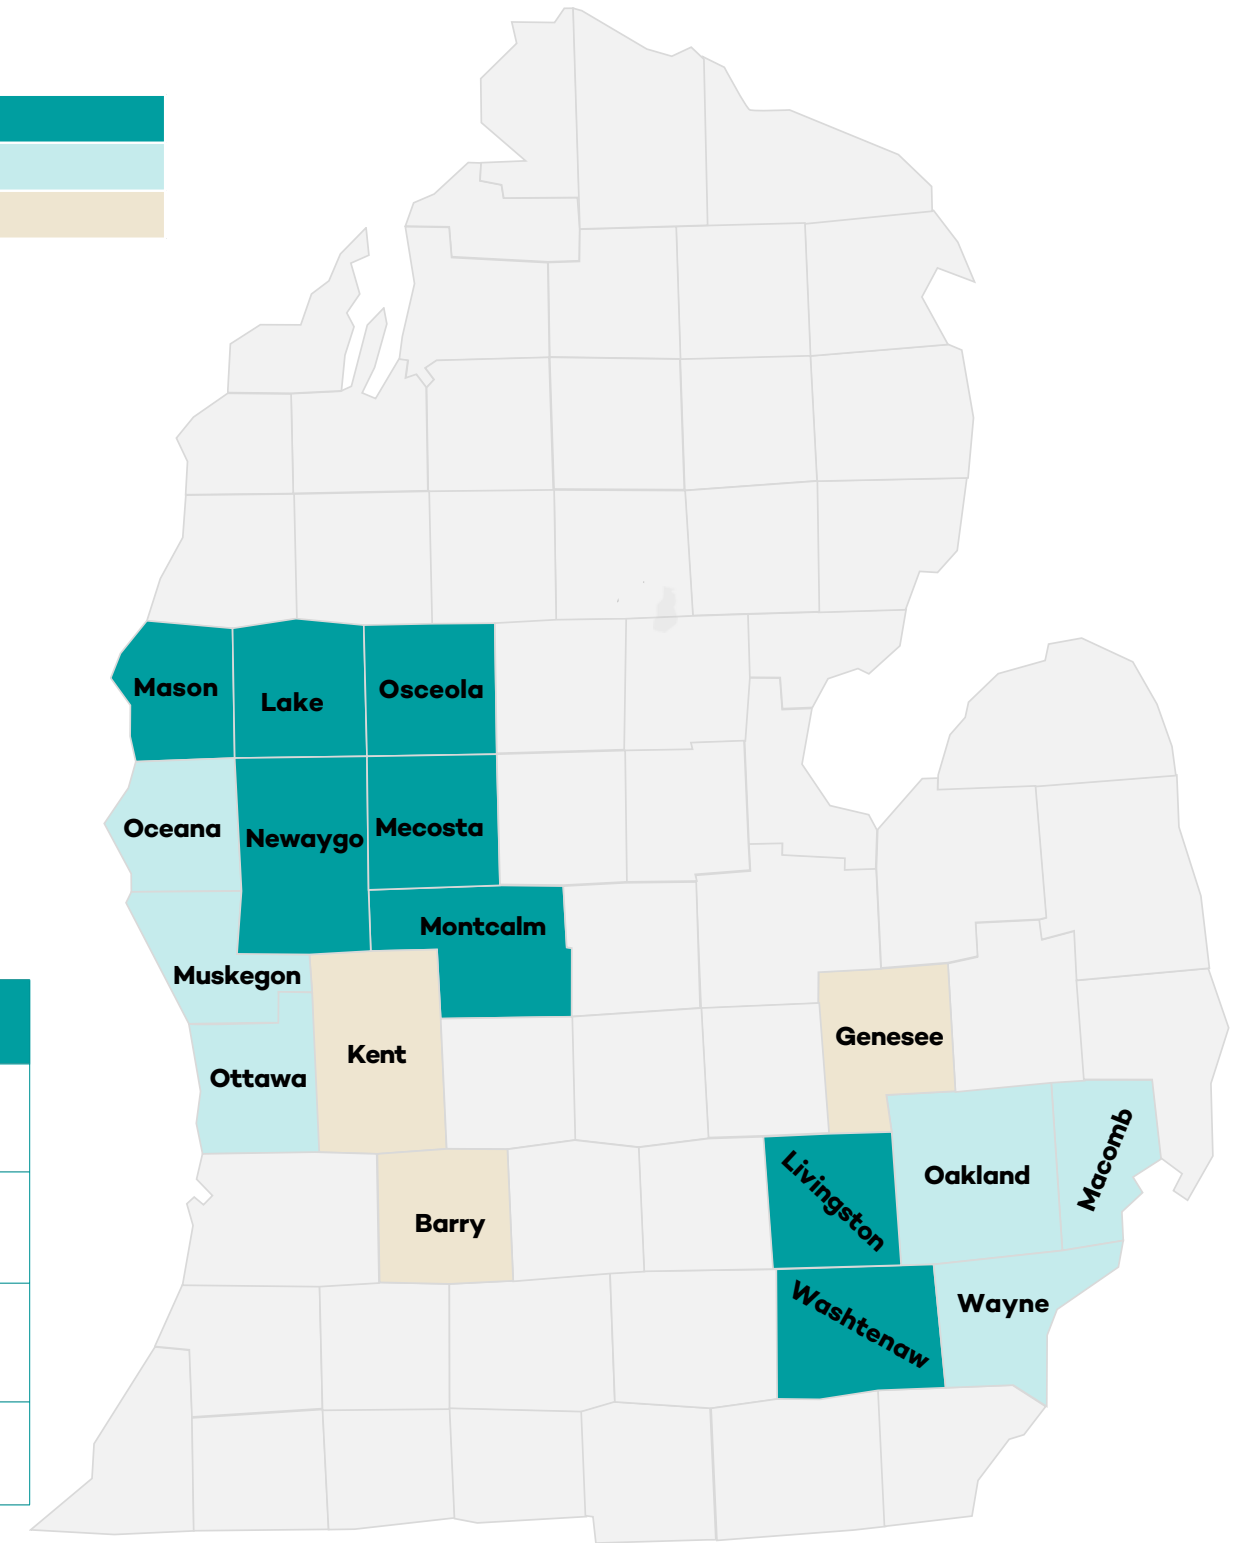 Mason
Lake
Osceola
Oceana
Newaygo
Mecosta
Montcalm
Muskegon
Kent
Ottawa
Genesee
Barry
Livingston
Oakland
Macomb
Washtenaw
Wayne